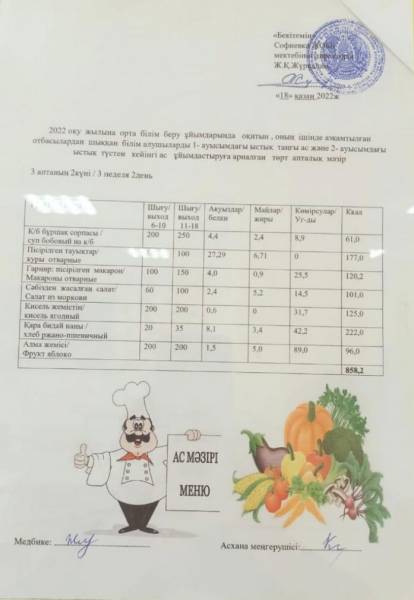 «Бекітемін»
Софиевка ЖОББ
мектебінің директоры
Ж.Қ.Жүр
«18» қазан 2022ж
2022 оқу жылына орта білім беру ұйымдарында оқитын , оның ішінде аз қамтылған
отбасылардан шыққан білім алушыларды 1- ауысымдағы ыстық таңғы ас және 2- ауысымдағы
ыстық түстен кейінгі ас ұйымдастыруға арналған төрт апталық мәзір
3 аптаның 2күні / 3 неделя 2день
Шығу/ выход 6-10 Шығу/ выход 11-18 Ақуыздар/ белки Майлар/ жиры Көмірсулар/ Уг-ды Ккал
К/б бұршақ сорпасы / суп бобовый на к/б 200 250 4,4 2,4 8,9 61,0
Пісірілген тауықтар/ куры отварные 100 27,29 6,71 0 177,0
Гарнир: пісірілген макарон/ Макароны отварные 100 150 4,0 0,9 25,5 120,2
Сәбізден жасалған салат/ Салат из моркови 60 100 2,4 5,2 14,5 101,0
Кисель жемістің/ кисель ягодный 200 200 0,6 0 31,7 125,0
Қара бидай наны / хлеб ржано-пшеничный 20 35 8,1 3,4 42,2 222,0
Алма жемісі/ Фрукт яблоко 200 200 1,5 5,0 89,0 96,0
858,2
АС МӘЗІРІ
МЕНЮ
Медбике: Асхана меңгерушісі: